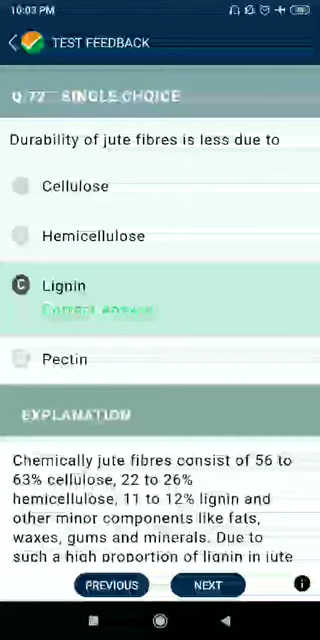 10:03 PM
TEST FEEDBACK
Q.72 SINGLE CHOICE
Durability of jute fibres is less due to
Cellulose
Hemicellulose
C Lignin
Correct answer
Pectin
EXPLANATION
Chemically jute fibres consist of 56 to
63% cellulose, 22 to 26%
hemicellulose, 11 to 12% lignin and
other minor components like fats,
waxes, gums and minerals. Due to
such a high proportion of lignin in jute
PREVIOUS
NEXT